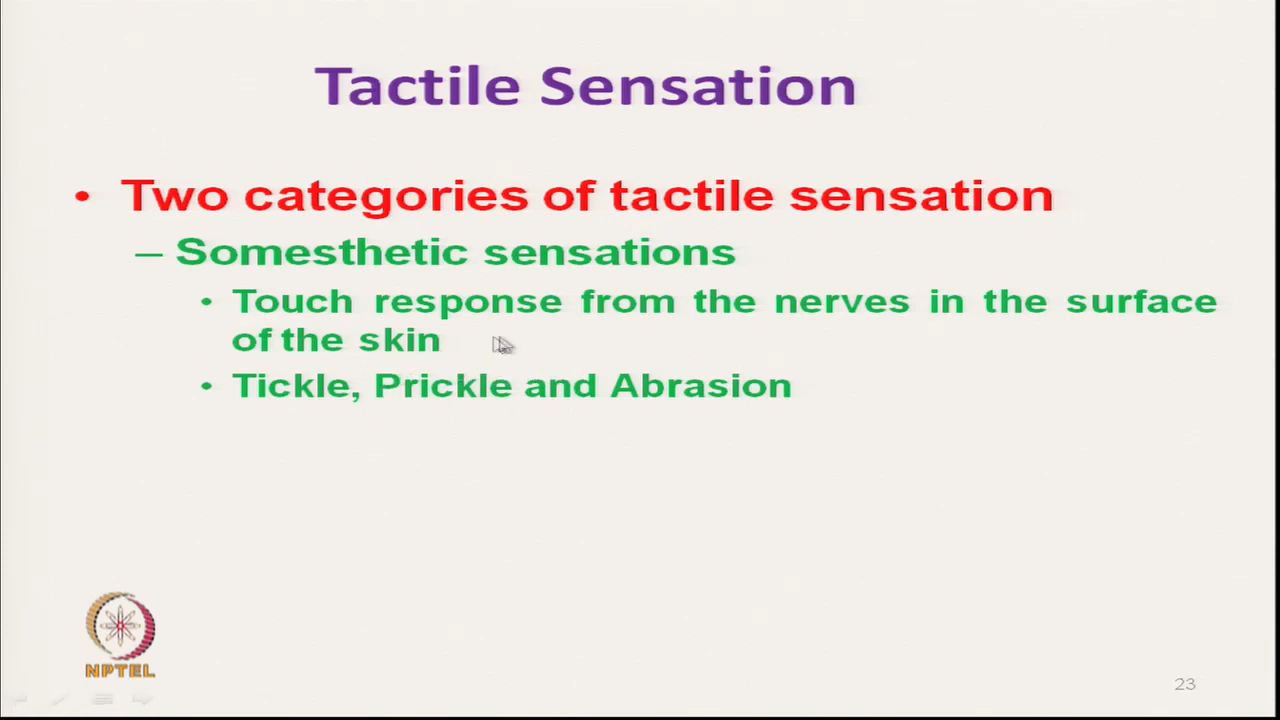 Tactile Sensation
• Two categories of tactile sensation
– Somesthetic sensations
• Touch response from the nerves in the surface
of the skin
• Tickle, Prickle and Abrasion
NPTEL
23